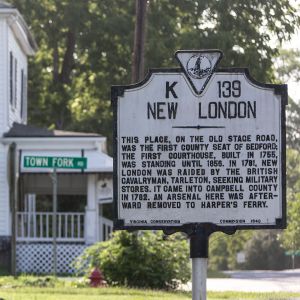 K 139
NEW LONDON
THIS PLACE, ON THE OLD STAGE ROAD,
WAS THE FIRST COUNTY SEAT OF BEDFORD;
THE FIRST COURTHOUSE, BUILT IN 1755,
WAS STANDING UNTIL 1856. IN 1781, NEW
LONDON WAS RAIDED BY THE BRITISH
CAVALRYMAN, TARLETON, SEEKING MILITARY
STORES. IT CAME INTO CAMPBELL COUNTY
IN 1782. AN ARSENAL HERE WAS AFTER-
WARD REMOVED TO HARPER'S FERRY.
VIRGINIA CONSERVATION COMMISSION 1940
TOWN FORK RD